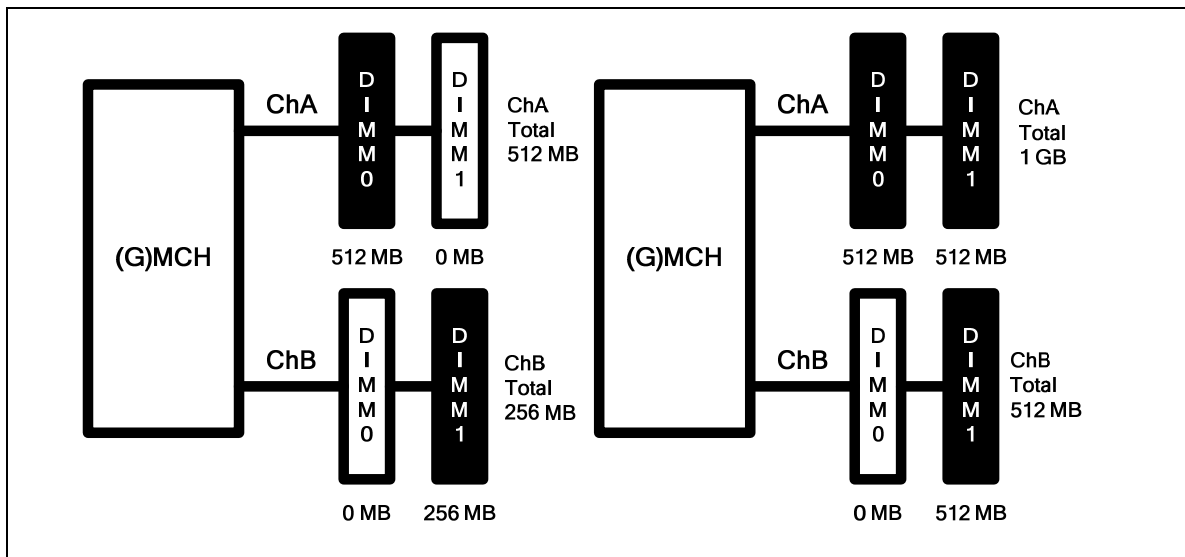 (G)MCH
ChA
DIMM0
DIMM1
ChA
Total
512 MB
512 MB
0 MB
ChB
DIMM0
DIMM1
ChB
Total
256 MB
0 MB
256 MB
(G)MCH
ChA
DIMM0
DIMM1
ChA
Total
1 GB
512 MB
512 MB
ChB
DIMM0
DIMM1
ChB
Total
512 MB
0 MB
512 MB